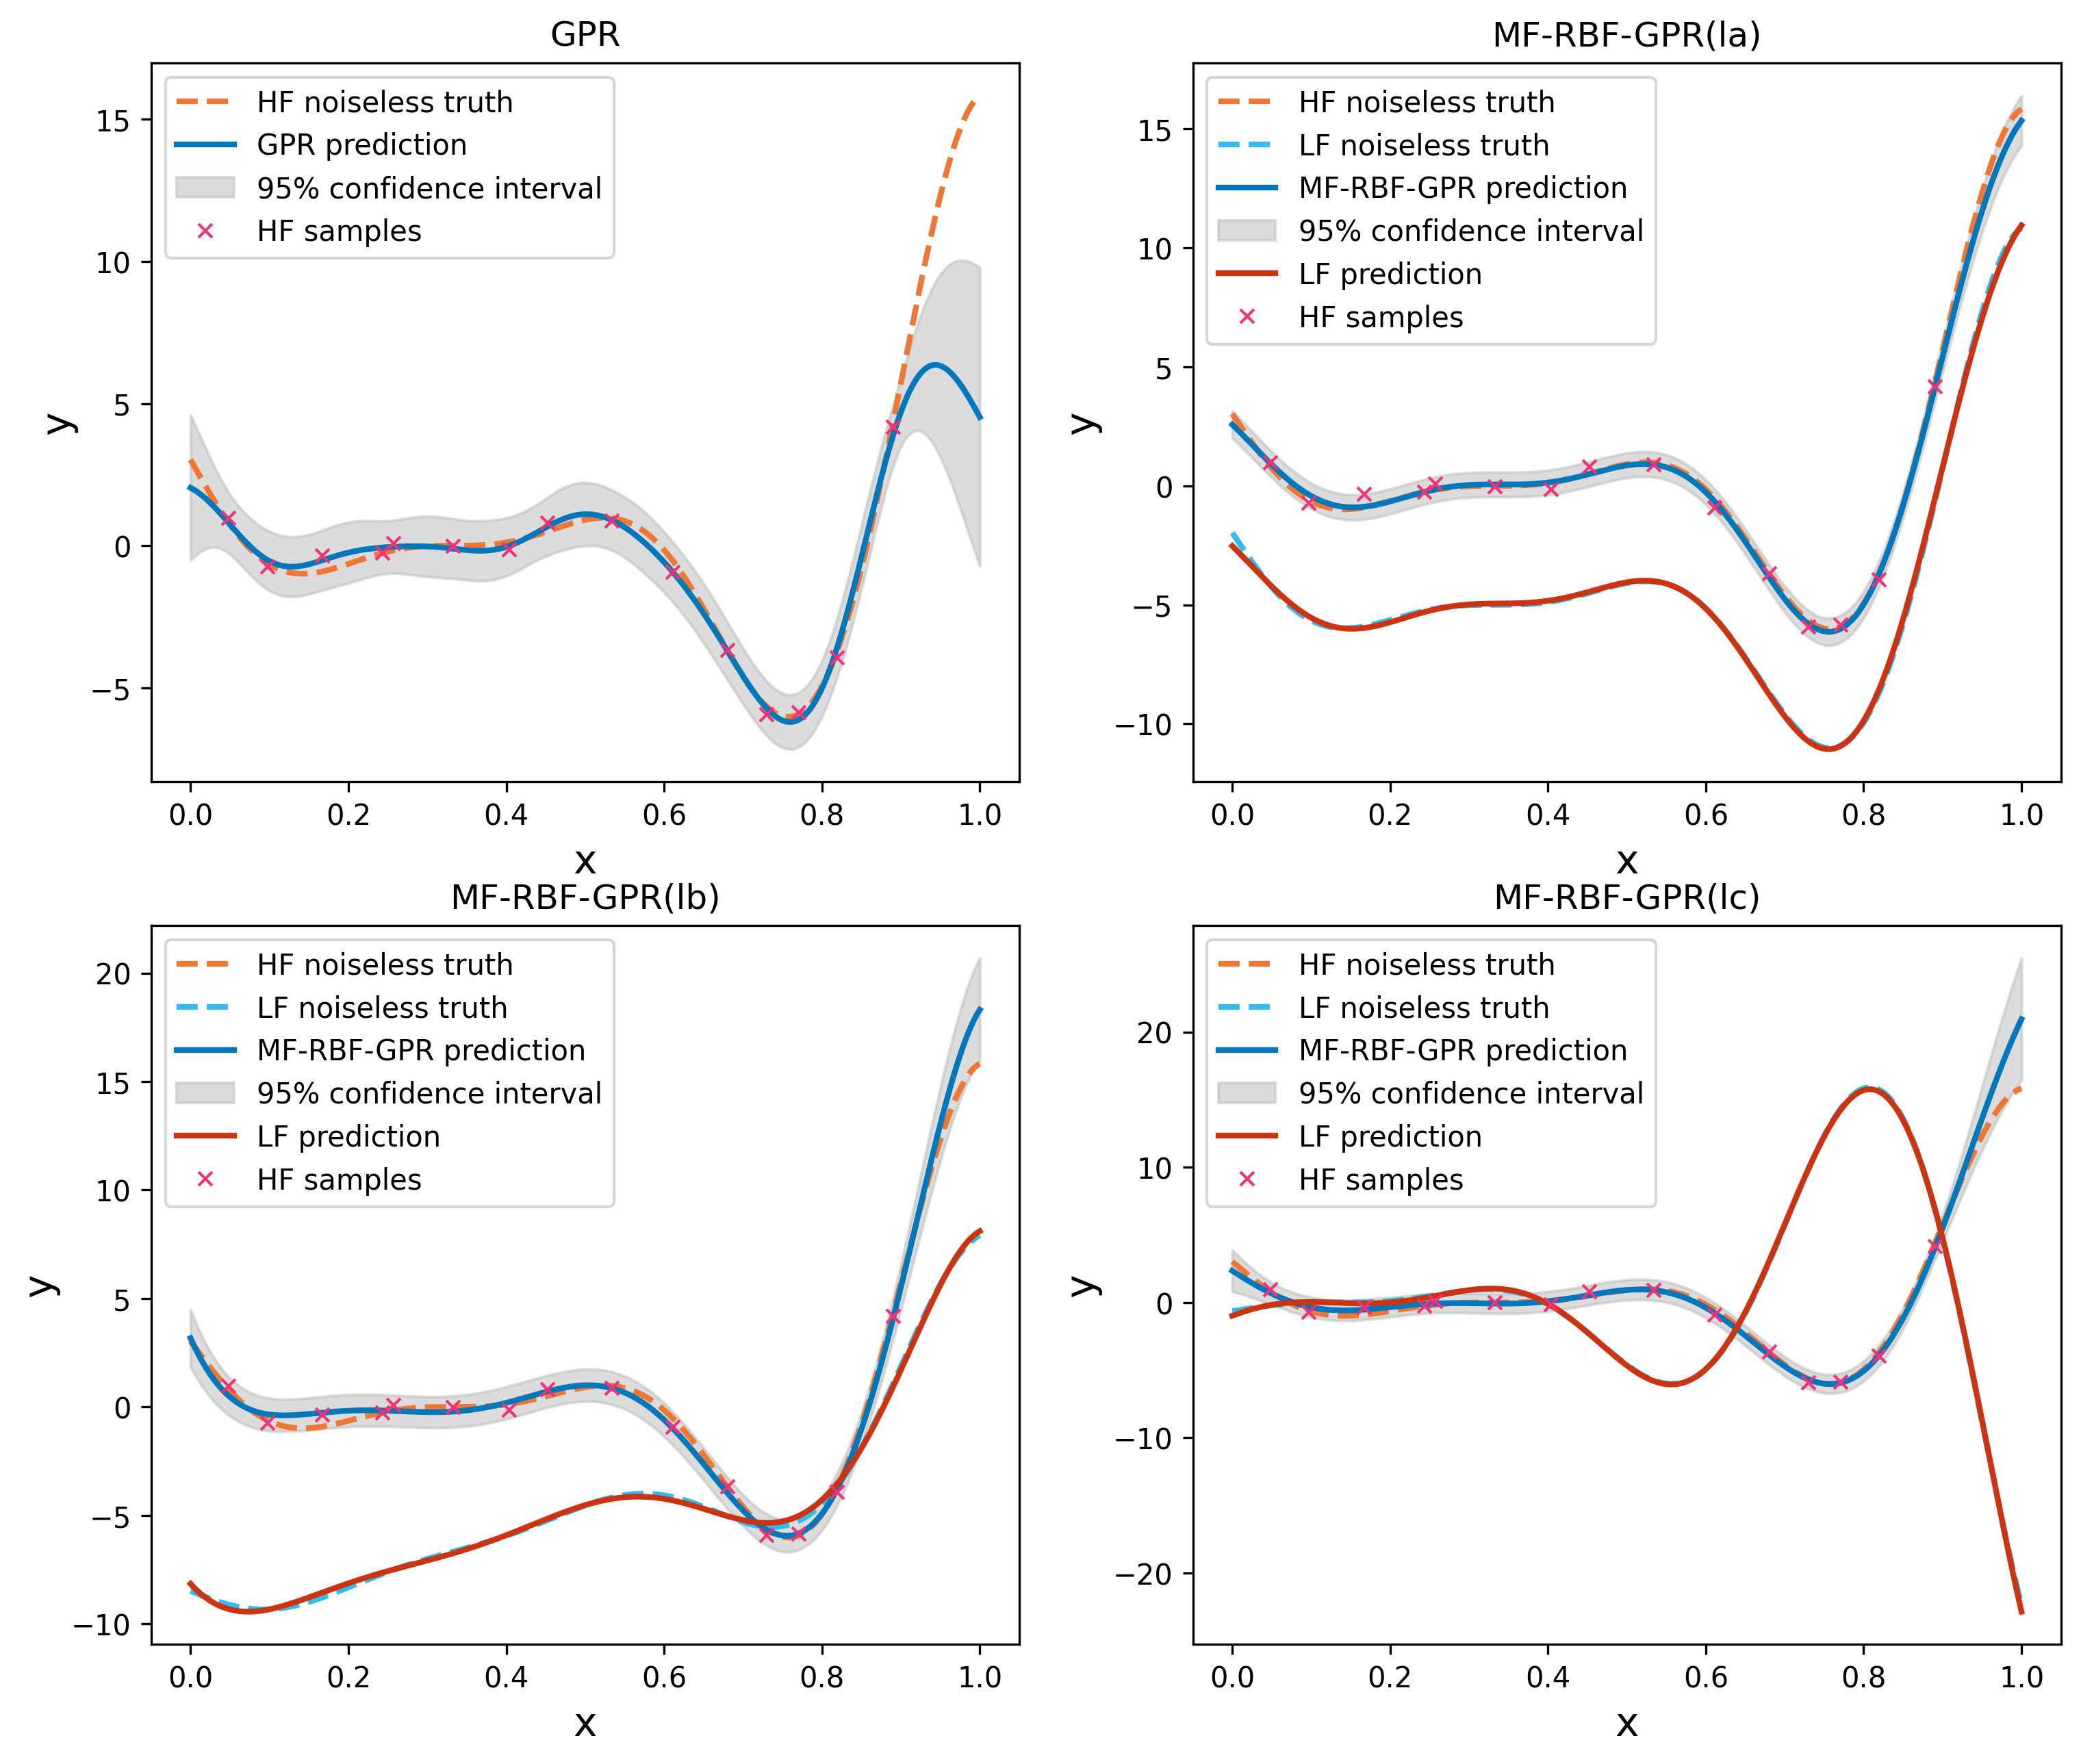 GPR
HF noiseless truth
GPR prediction
95% confidence interval
HF samples
15
10
5
0
−5
y
0.0 0.2 0.4 0.6 0.8 1.0
x
MF-RBF-GPR(la)
HF noiseless truth
LF noiseless truth
MF-RBF-GPR prediction
95% confidence interval
LF prediction
HF samples
15
10
5
0
−5
−10
y
0.0 0.2 0.4 0.6 0.8 1.0
x
MF-RBF-GPR(lb)
HF noiseless truth
LF noiseless truth
MF-RBF-GPR prediction
95% confidence interval
LF prediction
HF samples
20
15
10
5
0
−5
−10
y
0.0 0.2 0.4 0.6 0.8 1.0
x
MF-RBF-GPR(lc)
HF noiseless truth
LF noiseless truth
MF-RBF-GPR prediction
95% confidence interval
LF prediction
HF samples
20
10
0
−10
−20
y
0.0 0.2 0.4 0.6 0.8 1.0
x